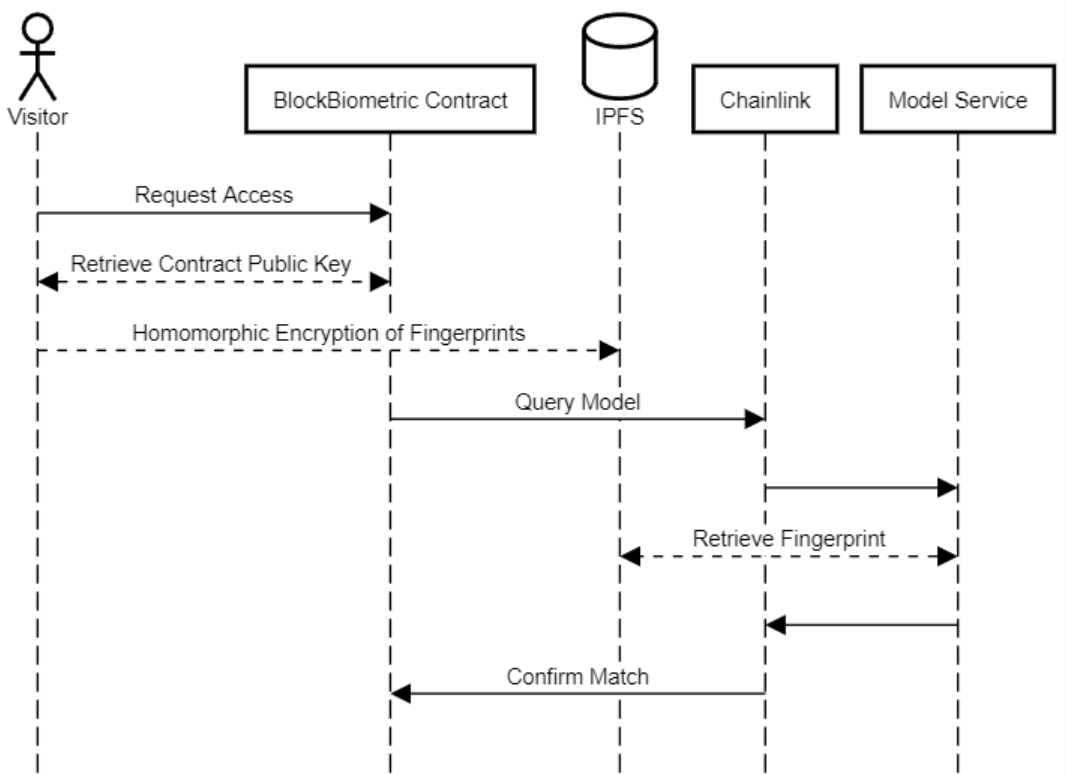 Visitor
BlockBiometric Contract
IPFS
Chainlink
Model Service
Request Access
Retrieve Contract Public Key
Homomorphic Encryption of Fingerprints
Query Model
Retrieve Fingerprint
Confirm Match